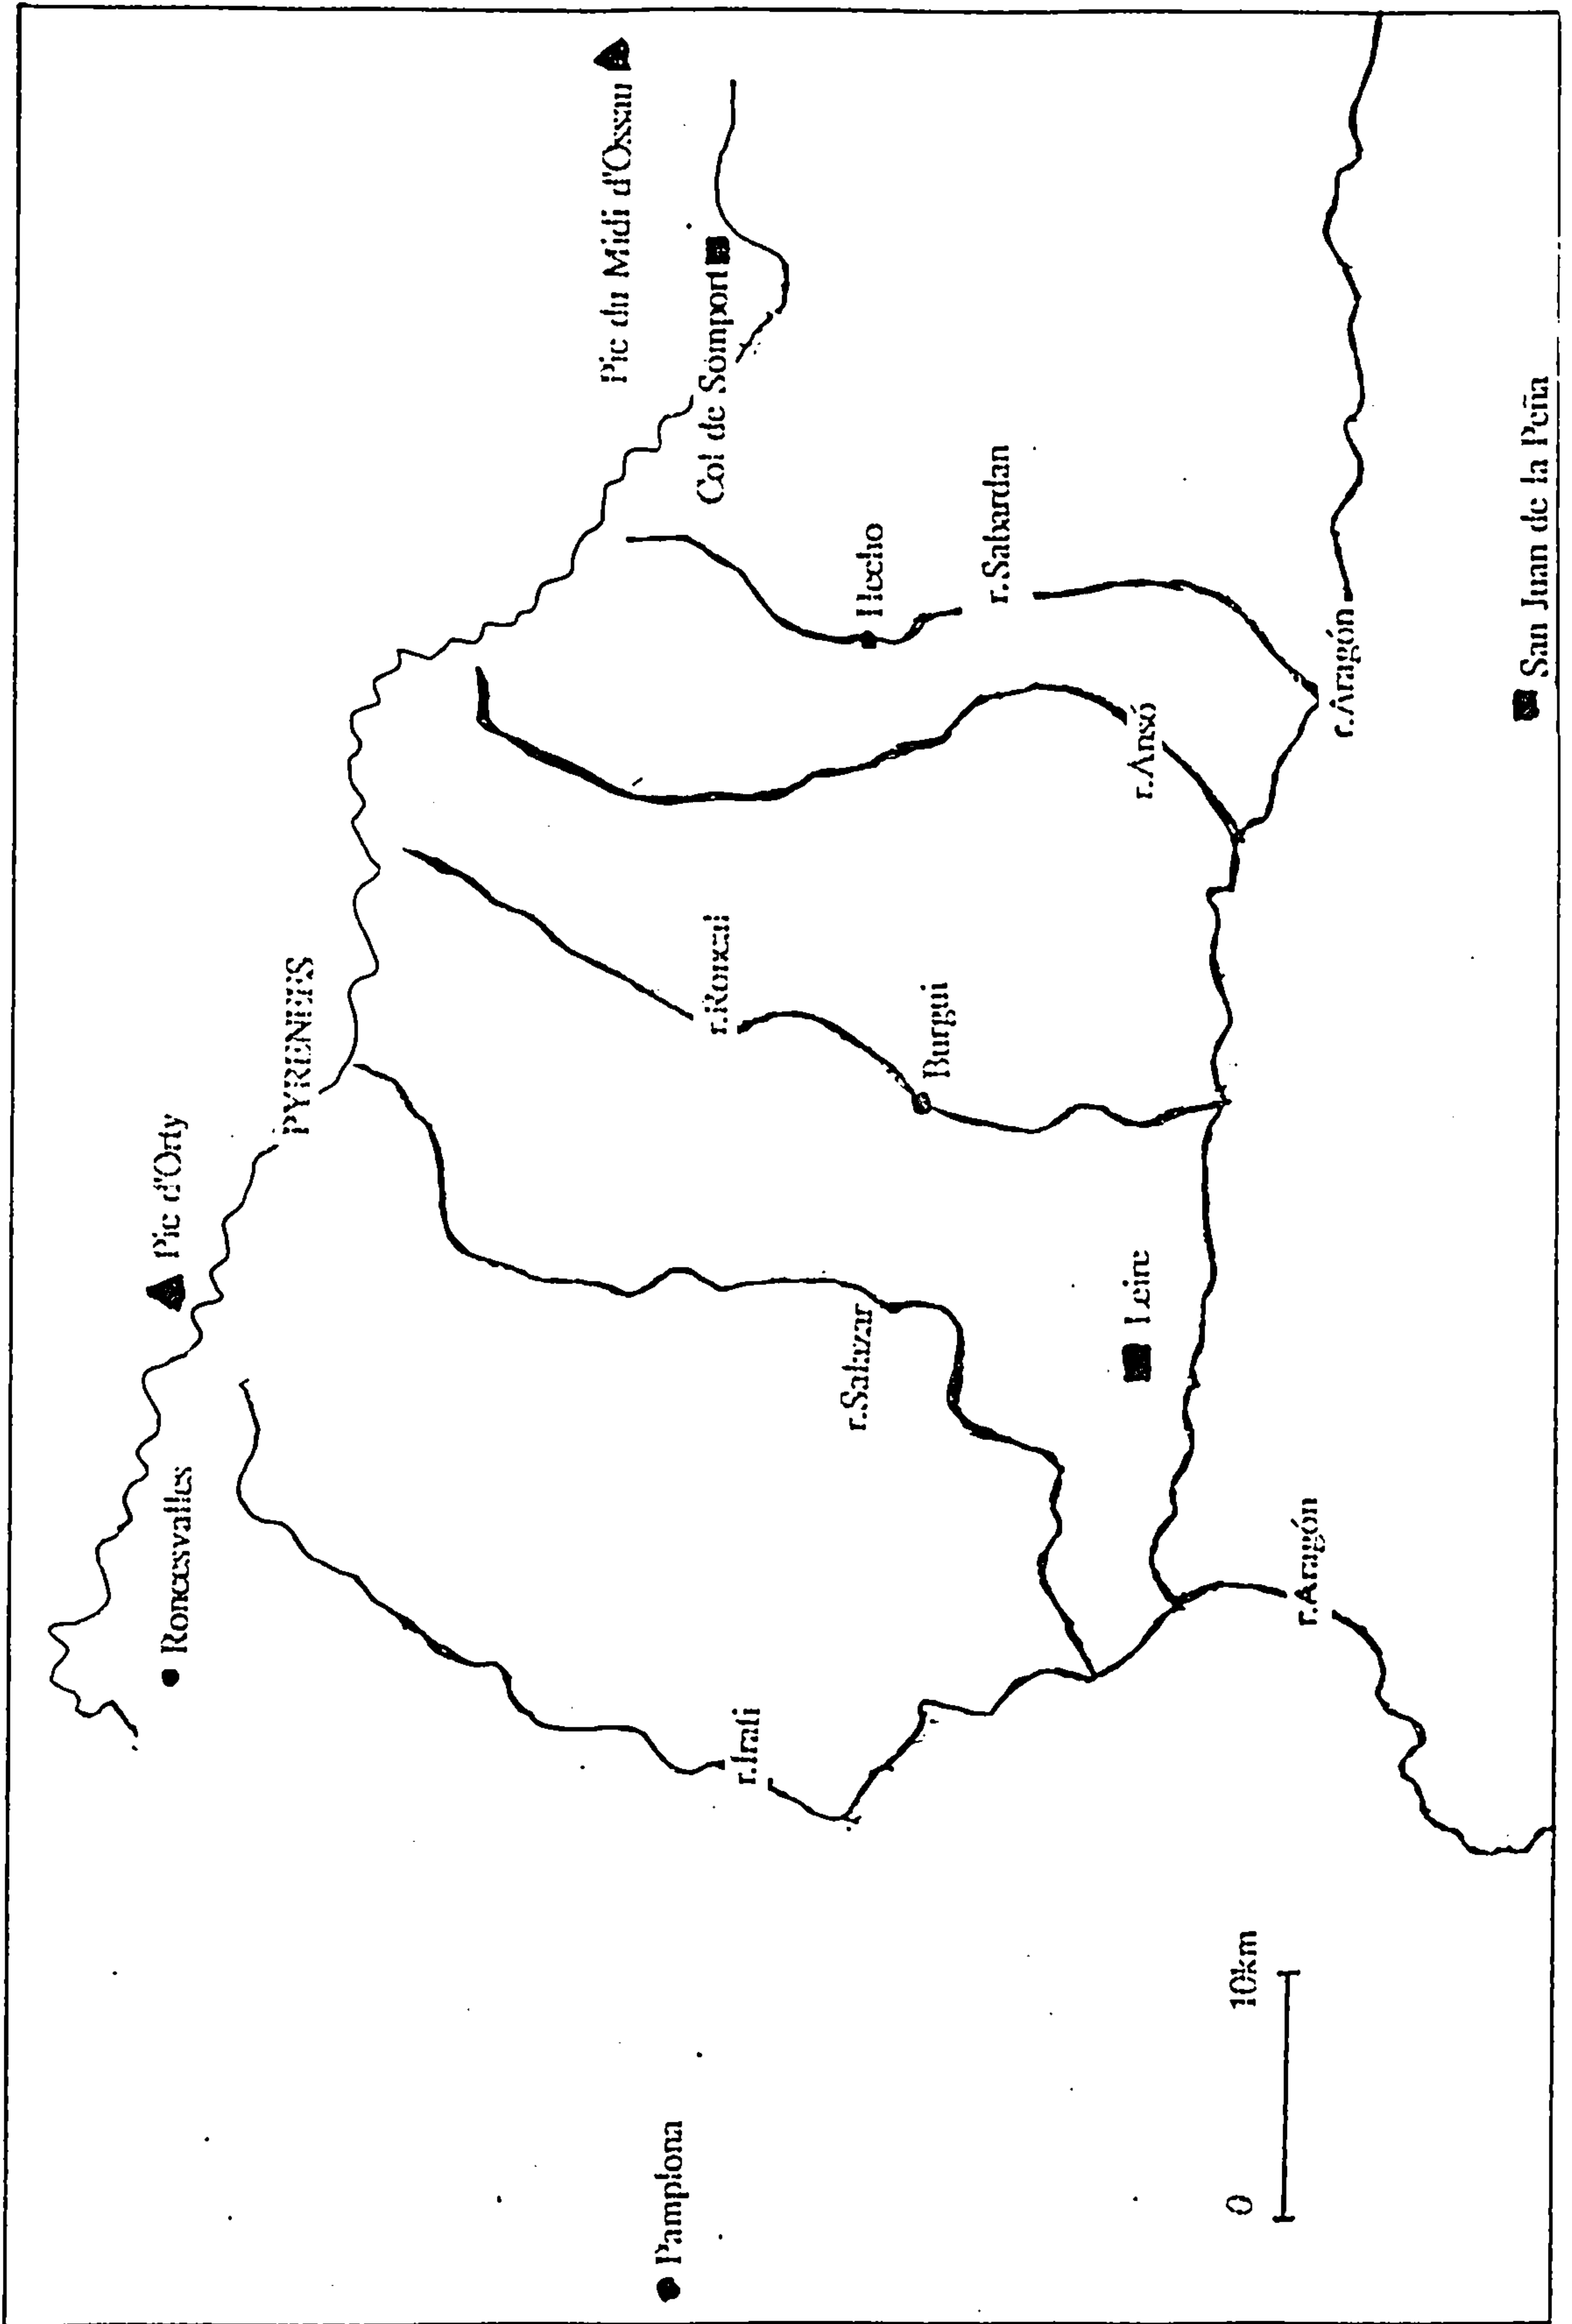 Pic du Midi d'Ossau
Col de Somport
PYRENEES
Pic d'Orhy
Roncesvalles
Hecho
r.Sabardan
r.Ansó
r.Aragón
San Juan de la Peña
r.Roncal
Burgui
r.Salazar
Leire
r.Irati
r.Aragón
Pamplona
0
10km